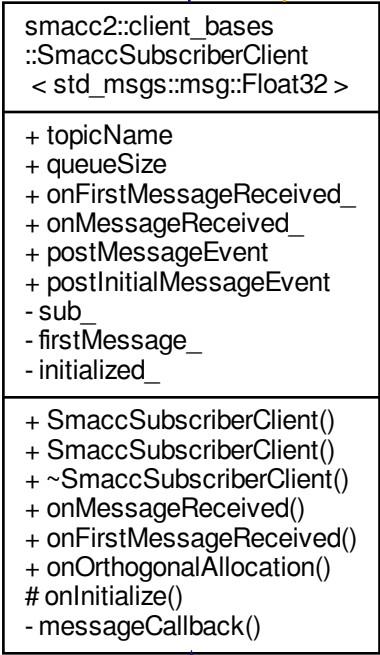 smacc2::client_bases
::SmaccSubscriberClient
< std_msgs::msg::Float32 >
+ topicName
+ queueSize
+ onFirstMessageReceived_
+ onMessageReceived_
+ postMessageEvent
+ postInitialMessageEvent
- sub_
- firstMessage_
- initialized_
+ SmaccSubscriberClient()
+ SmaccSubscriberClient()
+ ~SmaccSubscriberClient()
+ onMessageReceived()
+ onFirstMessageReceived()
+ onOrthogonalAllocation()
# onInitialize()
- messageCallback()